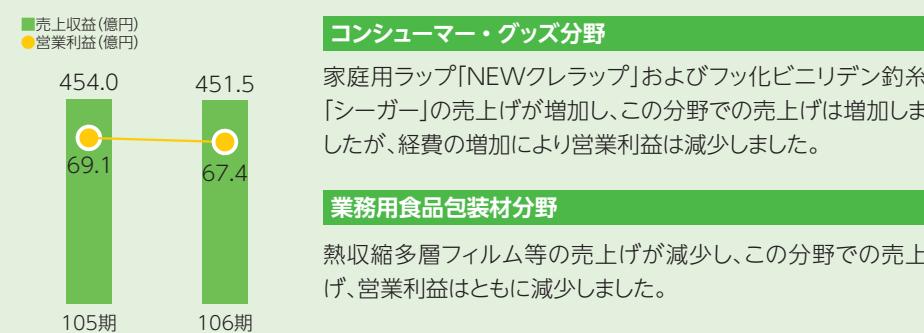 ■売上収益(億円)
●営業利益(億円)
454.0
451.5
69.1
67.4
105期
106期
コンシューマー・グッズ分野
家庭用ラップ「NEWクレラップ」およびフッ化ビニリデン釣糸
「シーガー」の売上げが増加し、この分野での売上げは増加しま
したが、経費の増加により営業利益は減少しました。
業務用食品包装材分野
熱収縮多層フィルム等の売上げが減少し、この分野での売上
げ、営業利益はともに減少しました。